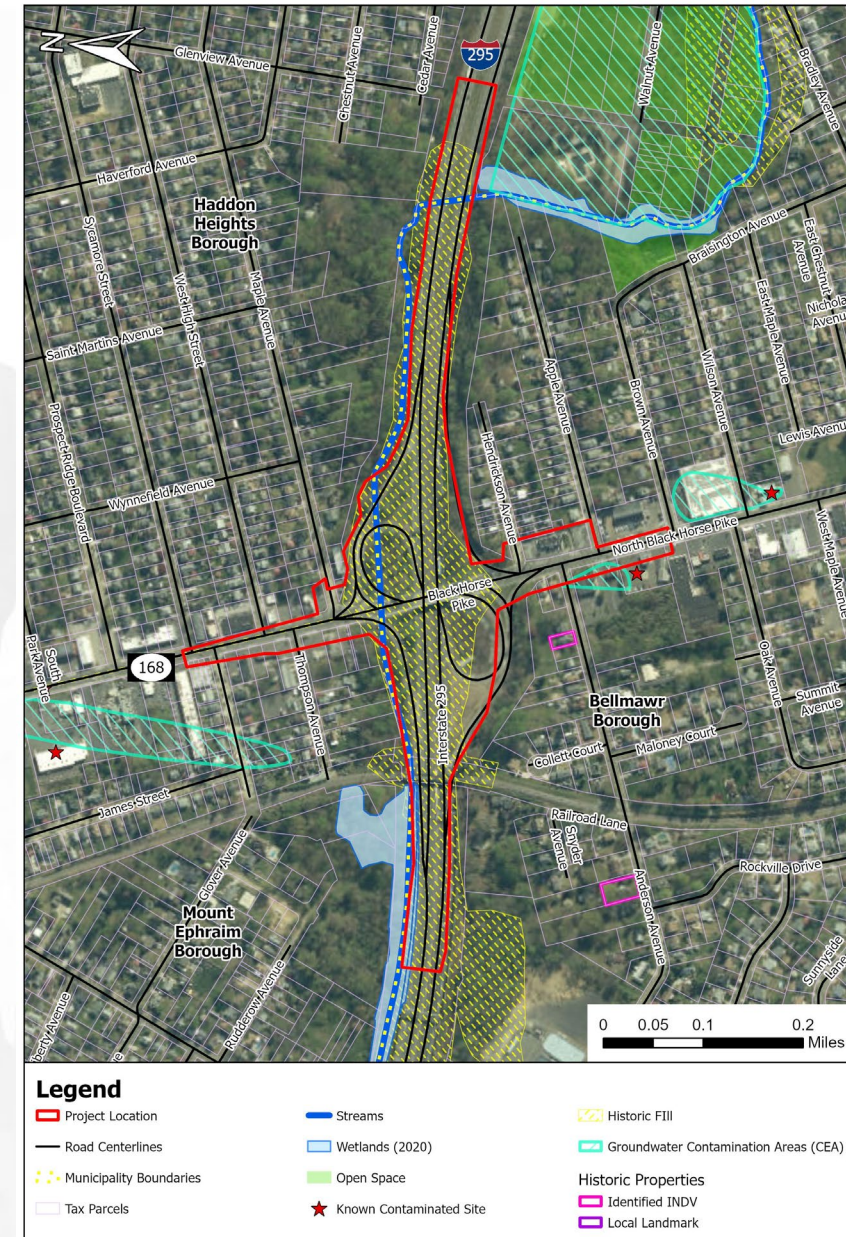 N
Glenview Avenue
Chestnut Avenue
Cedar Avenue
295
Walnut Avenue
Bradley Avenue
Haverford Avenue
Haddon
Heights
Borough
Sycamore Street
West High Street
Maple Avenue
Braisington Avenue
East Chestnut
Avenue
East Maple Avenue
Saint Martins Avenue
Apple Avenue
Brown Avenue
Wilson Avenue
Lewis Avenu
Prospect Ridge Boulevard
Wynnefield Avenue
Hendrickson Avenue
North Black Horse Pike
West Maple Avenue
Black Horse
Pike
South
Park Avenue
168
Thompson Avenue
Interstate 295
Bellmawr
Borough
Oak Avenue
Summit
Avenue
Collett Court
Maloney Court
James Street
Railroad Lane
Snyder
Avenue
Rockville Drive
Glover Avenue
Anderson Avenue
Mount
Ephraim
Borough
Rudderow Avenue
Sunnyside
Lane
iberty Avenue
0 0.05 0.1 0.2
Miles
Legend
Project Location
Road Centerlines
Municipality Boundaries
Tax Parcels
Streams
Wetlands (2020)
Open Space
Known Contaminated Site
Historic FIll
Groundwater Contamination Areas (CEA)
Historic Properties
Identified INDV
Local Landmark